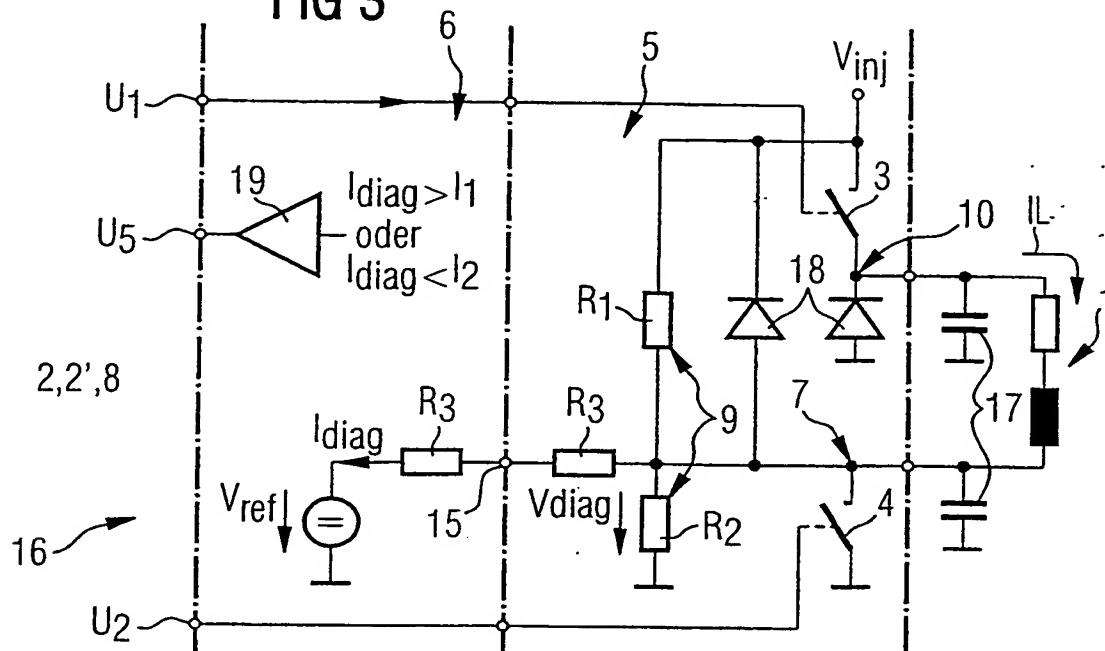 FIG 3
6
5
Vinj
U1
3
19
Idiag>I1
oder
Idiag<I2
10
IL
U5
18
R1
2,2',8
R3
R3
9
7
17
Idiag
Vref
15
Vdiag
R2
4
16
U2